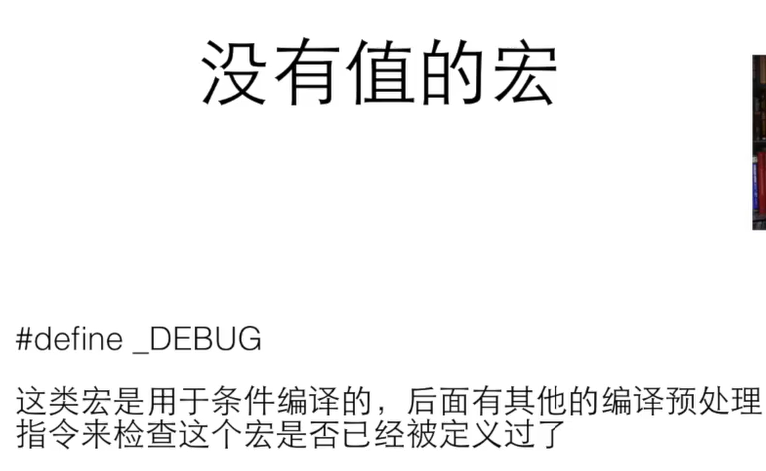 没有值的宏
#define _DEBUG
这类宏是用于条件编译的，后面有其他的编译预处理
指令来检查这个宏是否已经被定义过了